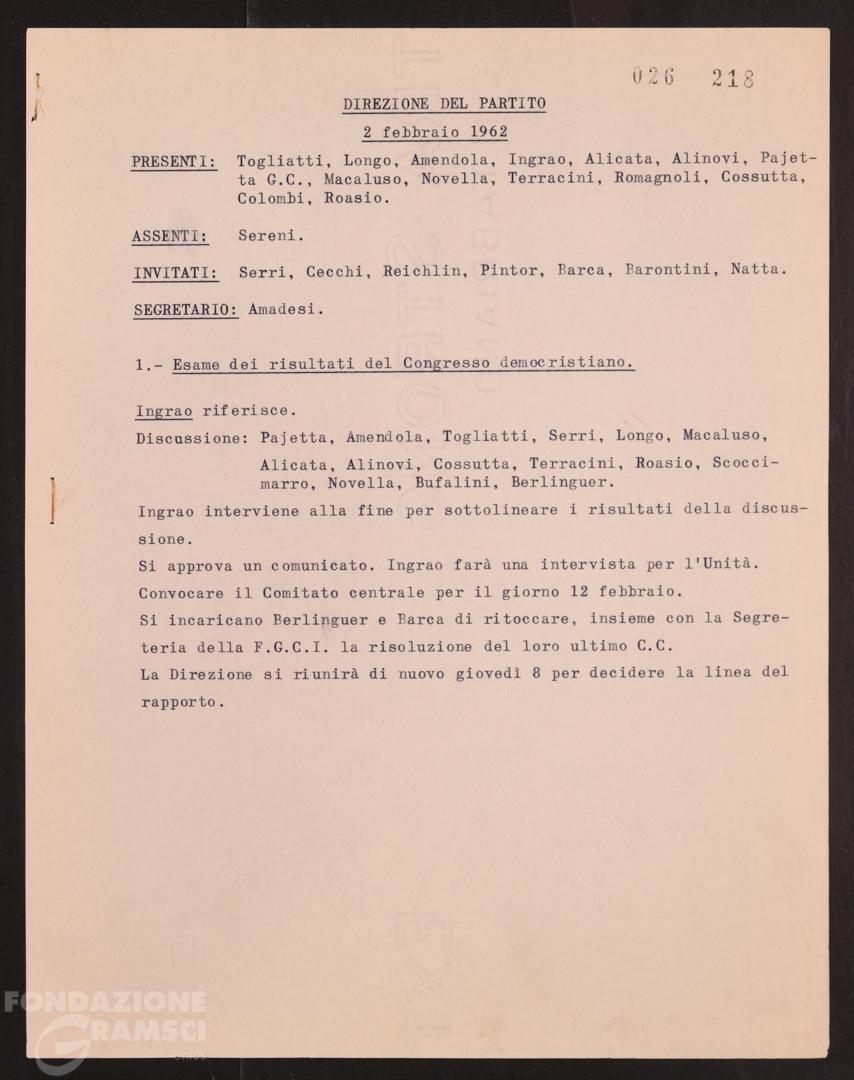 026 218
DIREZIONE DEL PARTITO
2 febbraio 1962
PRESENTI: Togliatti, Longo, Amendola, Ingrao, Alicata, Alinovi, Pajet-
ta G.C., Macaluso, Novella, Terracini, Romagnoli, Cossutta,
Colombi, Roasio.
ASSENTI: Sereni.
INVITATI: Serri, Cecchi, Reichlin, Pintor, Barca, Barontini, Natta.
SEGRETARIO: Amadesi.
1.- Esame dei risultati del Congresso democristiano.
Ingrao riferisce.
Discussione: Pajetta, Amendola, Togliatti, Serri, Longo, Macaluso,
Alicata, Alinovi, Cossutta, Terracini, Roasio, Scocci-
marro, Novella, Bufalini, Berlinguer.
Ingrao interviene alla fine per sottolineare i risultati della discus-
sione.
Si approva un comunicato. Ingrao farà una intervista per l'Unità.
Convocare il Comitato centrale per il giorno 12 febbraio.
Si incaricano Berlinguer e Barca di ritoccare, insieme con la Segre-
teria della F.G.C.I. la risoluzione del loro ultimo C.C.
La Direzione si riunirà di nuovo giovedì 8 per decidere la linea del
rapporto.
FONDAZIONE
GRAMSCI
onlus